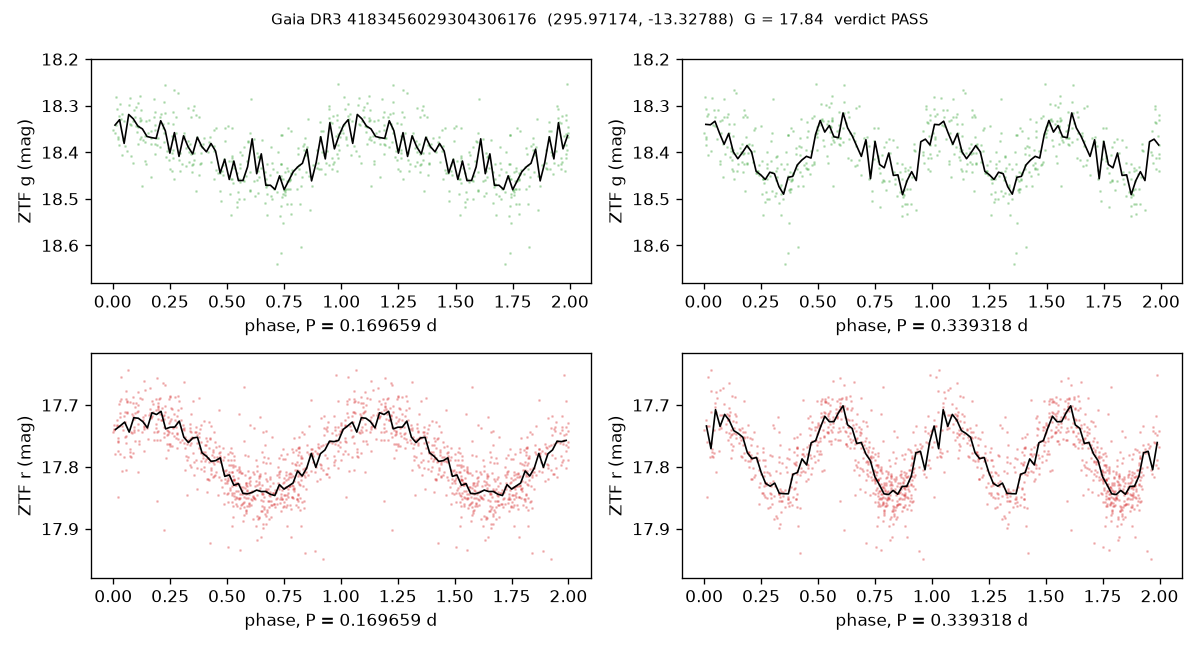 Gaia DR3 4183456029304306176  (295.97174, -13.32788)  G = 17.84  verdict PASS
18.2
18.3
18.4
18.5
18.6
ZTF g (mag)
0.00 0.25 0.50 0.75 1.00 1.25 1.50 1.75 2.00
phase, P = 0.169659 d
18.2
18.3
18.4
18.5
18.6
ZTF g (mag)
0.00 0.25 0.50 0.75 1.00 1.25 1.50 1.75 2.00
phase, P = 0.339318 d
17.7
17.8
17.9
ZTF r (mag)
0.00 0.25 0.50 0.75 1.00 1.25 1.50 1.75 2.00
phase, P = 0.169659 d
17.7
17.8
17.9
ZTF r (mag)
0.00 0.25 0.50 0.75 1.00 1.25 1.50 1.75 2.00
phase, P = 0.339318 d